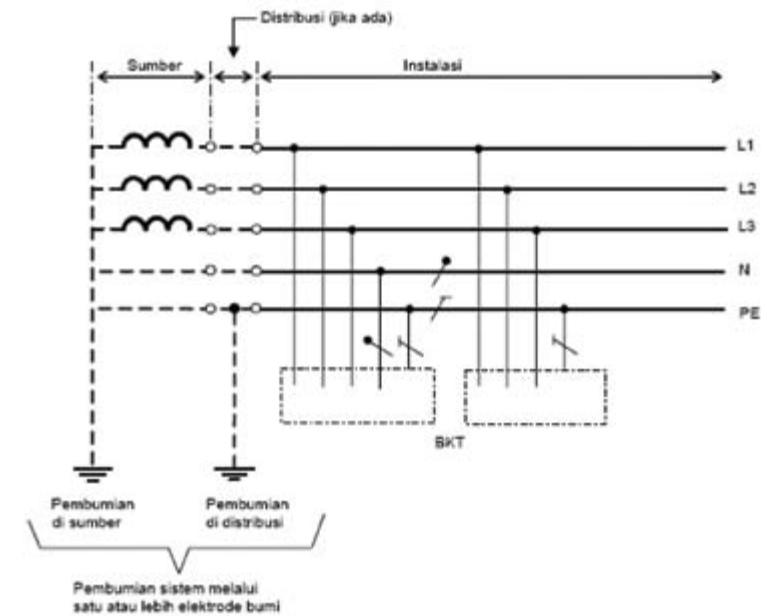 Distribusi (jika ada)
Sumber
Instalasi
L1
L2
L3
N
PE
BKT
Pembumian
di sumber
Pembumian
di distribusi
Pembumian sistem melalui
satu atau lebih elektrode bumi